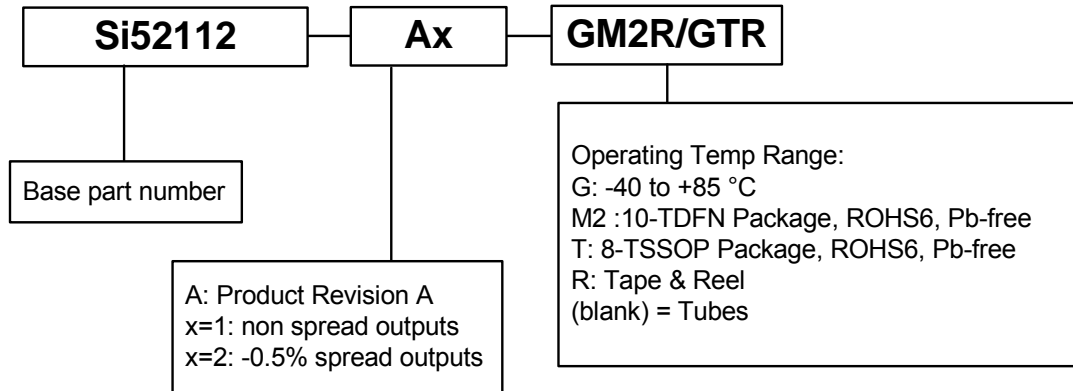 Si52112
Ax
GM2R/GTR
Base part number
A: Product Revision A
x=1: non spread outputs
x=2: -0.5% spread outputs
Operating Temp Range:
G: -40 to +85 °C
M2 :10-TDFN Package, ROHS6, Pb-free
T: 8-TSSOP Package, ROHS6, Pb-free
R: Tape & Reel
(blank) = Tubes